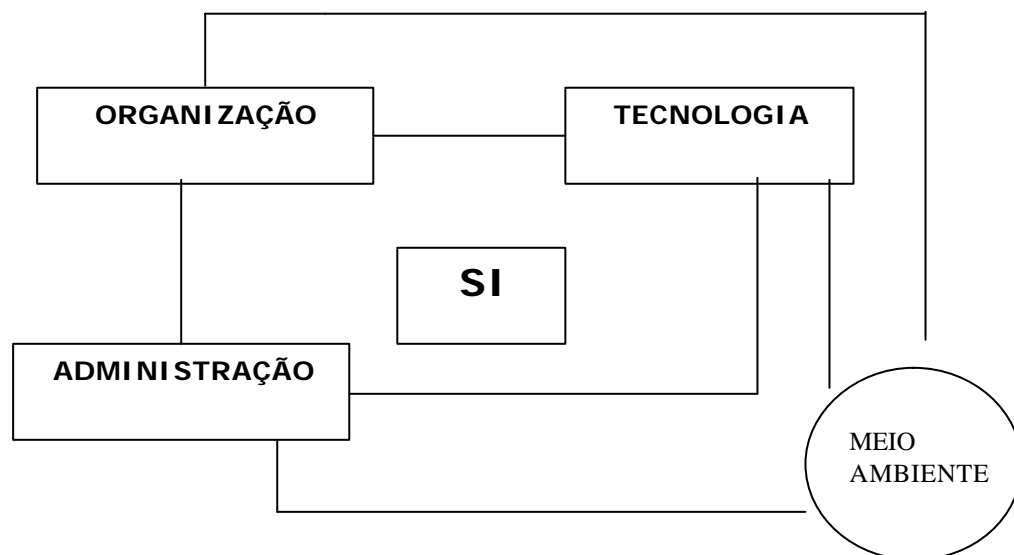 ORGANIZAÇÃO
TECNOLOGIA
SI
ADMINISTRAÇÃO
MEIO
AMBIENTE